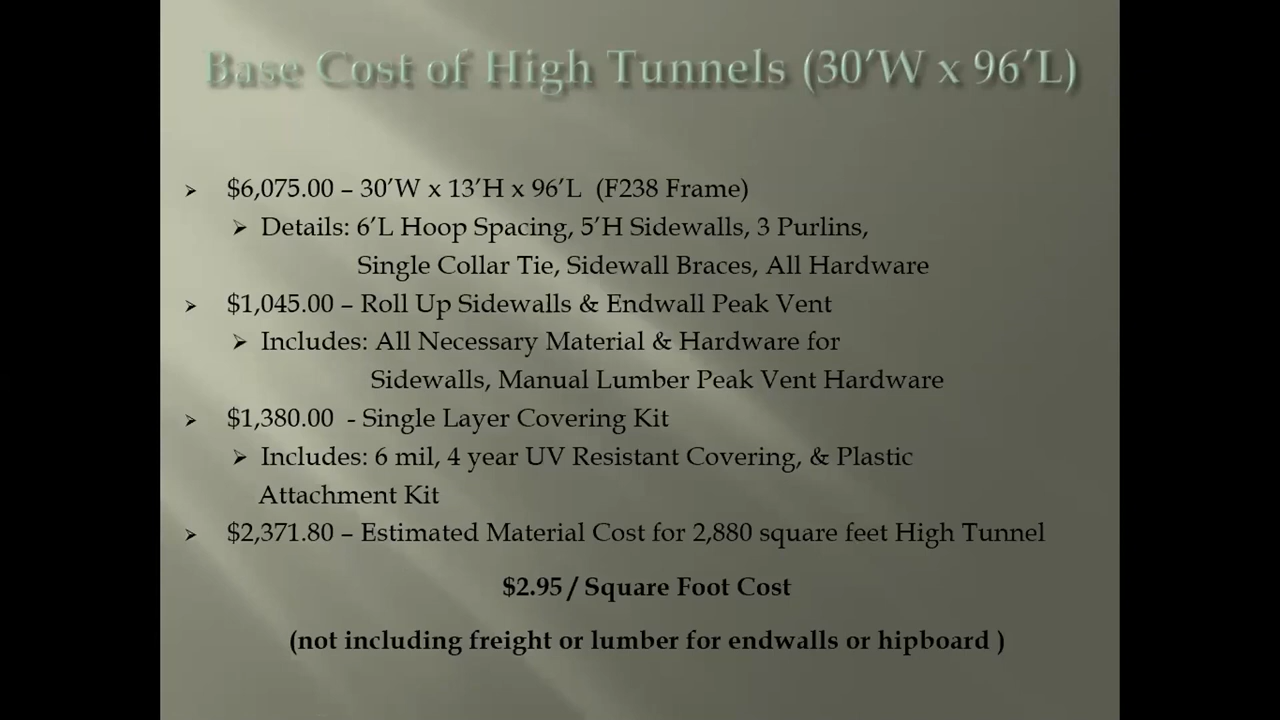 Base Cost of High Tunnels (30’W x 96’L)
$6,075.00 – 30’W x 13’H x 96’L (F238 Frame)
Details: 6’L Hoop Spacing, 5’H Sidewalls, 3 Purlins,
Single Collar Tie, Sidewall Braces, All Hardware
$1,045.00 – Roll Up Sidewalls & Endwall Peak Vent
Includes: All Necessary Material & Hardware for
Sidewalls, Manual Lumber Peak Vent Hardware
$1,380.00 - Single Layer Covering Kit
Includes: 6 mil, 4 year UV Resistant Covering, & Plastic
Attachment Kit
$2,371.80 – Estimated Material Cost for 2,880 square feet High Tunnel
$2.95 / Square Foot Cost
(not including freight or lumber for endwalls or hipboard )